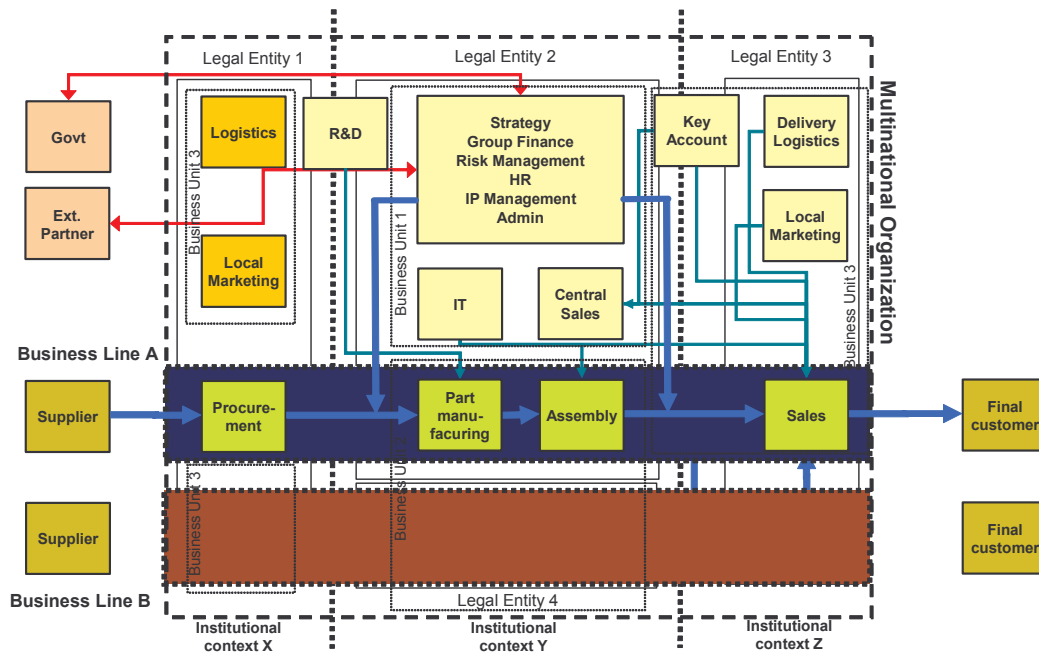 Legal Entity 1
Legal Entity 2
Legal Entity 3
Multinational Organization
Govt
Logistics
R&D
Strategy
Group Finance
Risk Management
HR
IP Management
Admin
Key
Account
Delivery
Logistics
Ext.
Partner
Business Unit 3
Local
Marketing
Business Unit 1
Local
Marketing
IT
Central
Sales
Business Unit 3
Business Line A
Supplier
Procure-
ment
Part
manu-
facuring
Assembly
Sales
Final
customer
Business Unit 3
Business Unit
Supplier
Final
customer
Business Line B
Legal Entity 4
Institutional
context X
Institutional
context Y
Institutional
context Z